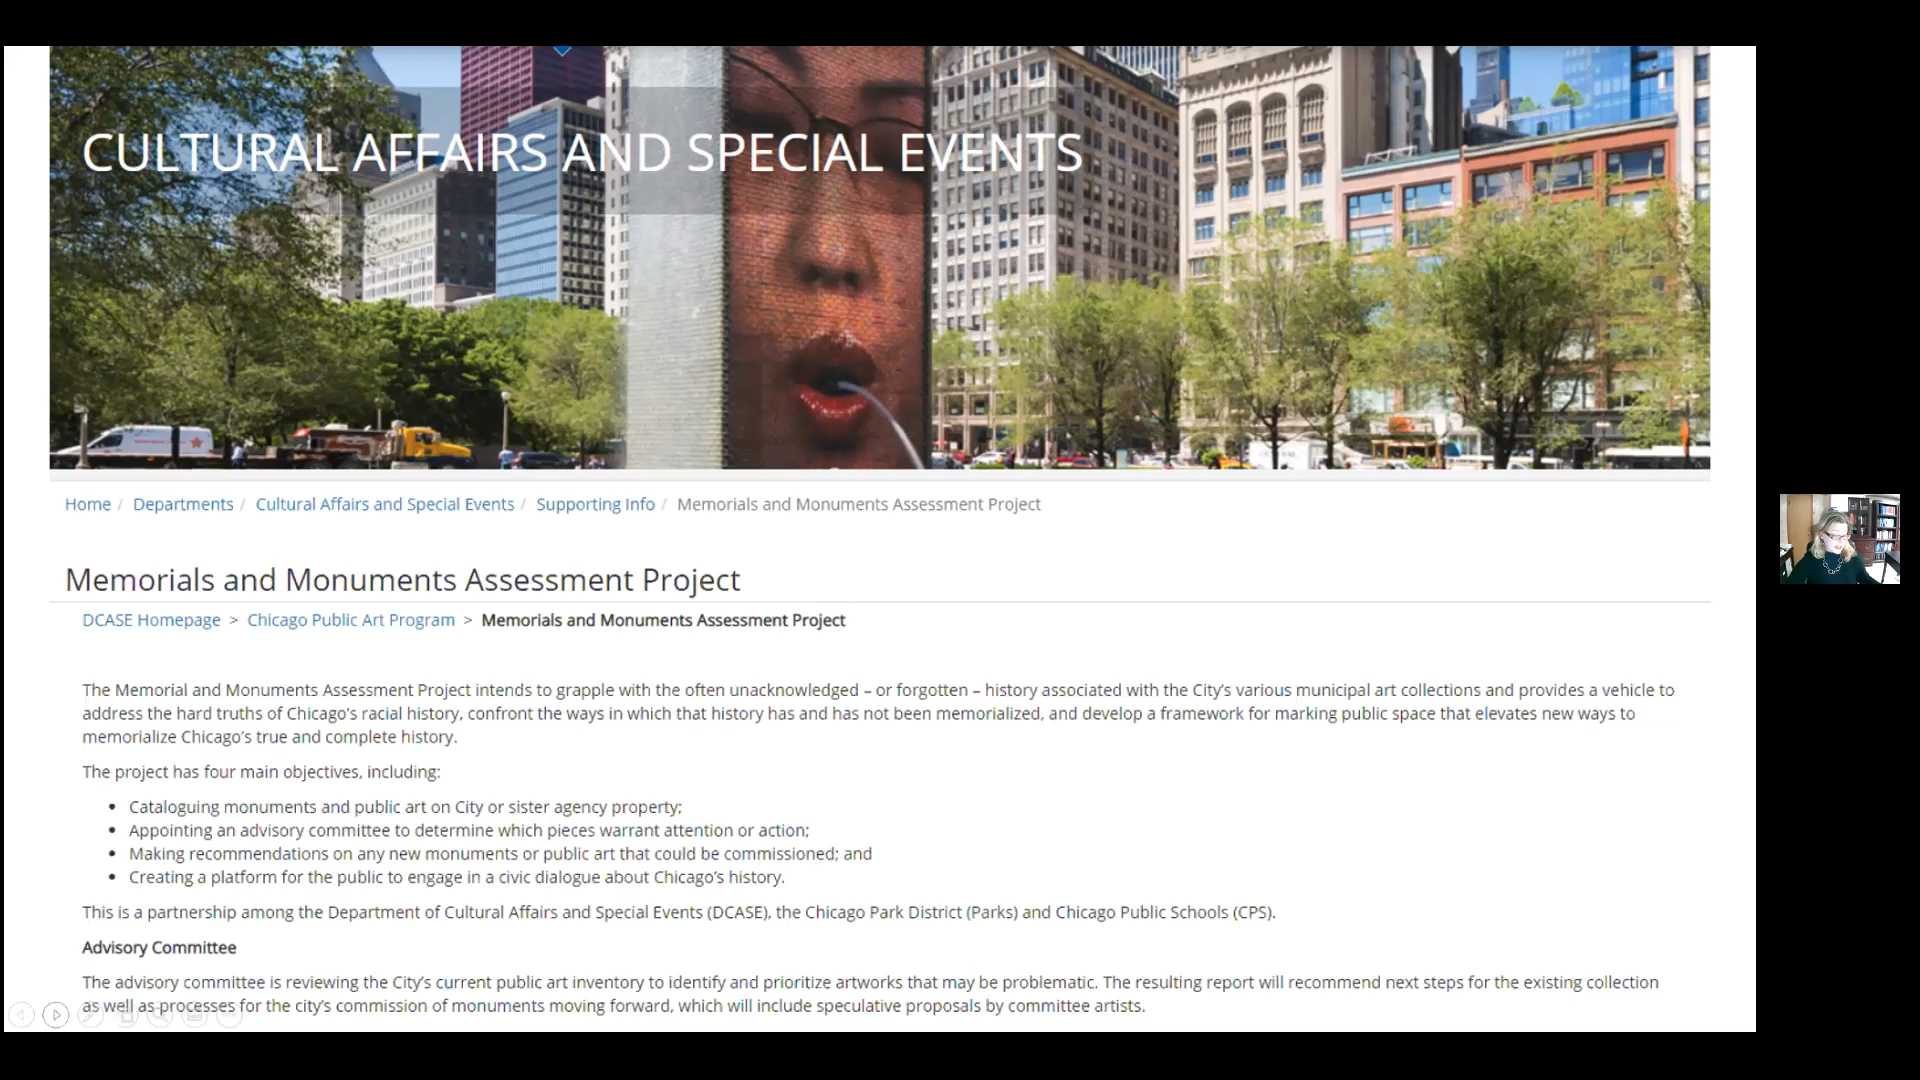 CULTURAL AFFAIRS AND SPECIAL EVENTS
Home / Departments / Cultural Affairs and Special Events / Supporting Info / Memorials and Monuments Assessment Project
Memorials and Monuments Assessment Project
DCASE Homepage > Chicago Public Art Program > Memorials and Monuments Assessment Project
The Memorial and Monuments Assessment Project intends to grapple with the often unacknowledged – or forgotten – history associated with the City's various municipal art collections and provides a vehicle to
address the hard truths of Chicago's racial history, confront the ways in which that history has and has not been memorialized, and develop a framework for marking public space that elevates new ways to
memorialize Chicago's true and complete history.
The project has four main objectives, including:
• Cataloguing monuments and public art on City or sister agency property;
• Appointing an advisory committee to determine which pieces warrant attention or action;
• Making recommendations on any new monuments or public art that could be commissioned; and
• Creating a platform for the public to engage in a civic dialogue about Chicago's history.
This is a partnership among the Department of Cultural Affairs and Special Events (DCASE), the Chicago Park District (Parks) and Chicago Public Schools (CPS).
Advisory Committee
The advisory committee is reviewing the City's current public art inventory to identify and prioritize artworks that may be problematic. The resulting report will recommend next steps for the existing collection
as well as processes for the city's commission of monuments moving forward, which will include speculative proposals by committee artists.